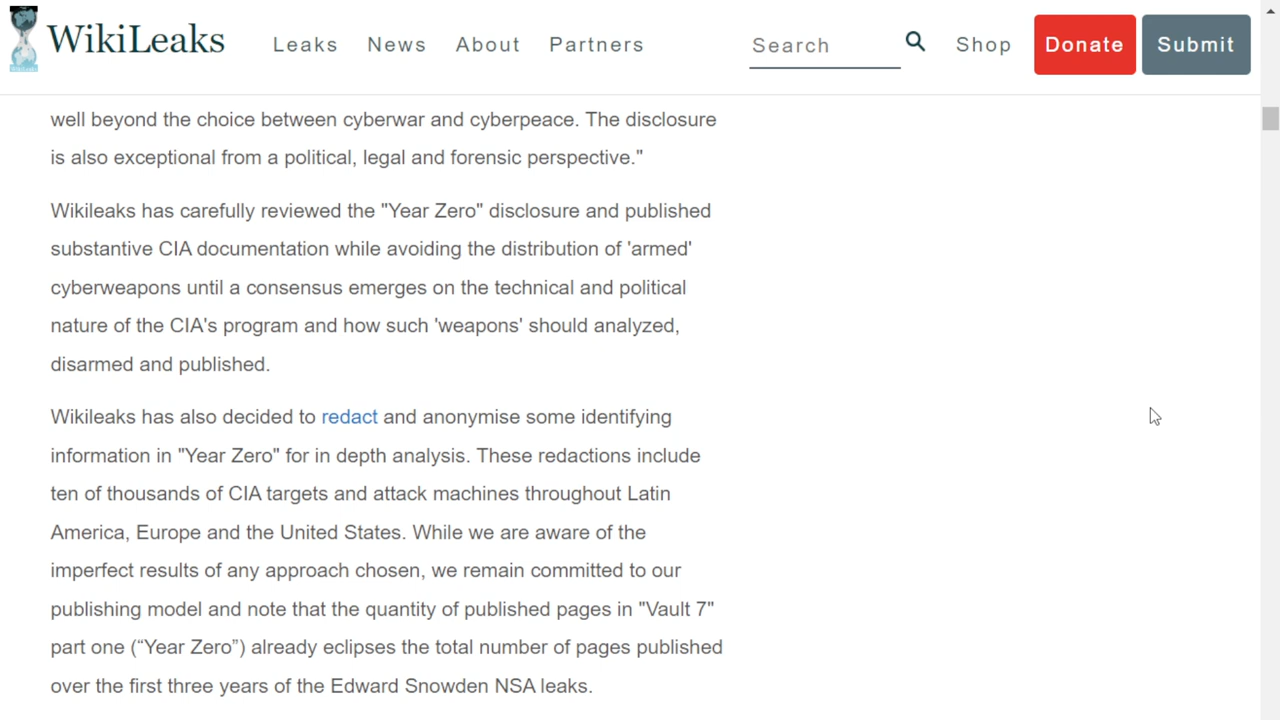 WikiLeaks Leaks News About Partners Search Shop Donate Submit
well beyond the choice between cyberwar and cyberpeace. The disclosure
is also exceptional from a political, legal and forensic perspective."
Wikileaks has carefully reviewed the "Year Zero" disclosure and published
substantive CIA documentation while avoiding the distribution of 'armed'
cyberweapons until a consensus emerges on the technical and political
nature of the CIA's program and how such 'weapons' should analyzed,
disarmed and published.
Wikileaks has also decided to redact and anonymise some identifying
information in "Year Zero" for in depth analysis. These redactions include
ten of thousands of CIA targets and attack machines throughout Latin
America, Europe and the United States. While we are aware of the
imperfect results of any approach chosen, we remain committed to our
publishing model and note that the quantity of published pages in "Vault 7"
part one (“Year Zero”) already eclipses the total number of pages published
over the first three years of the Edward Snowden NSA leaks.